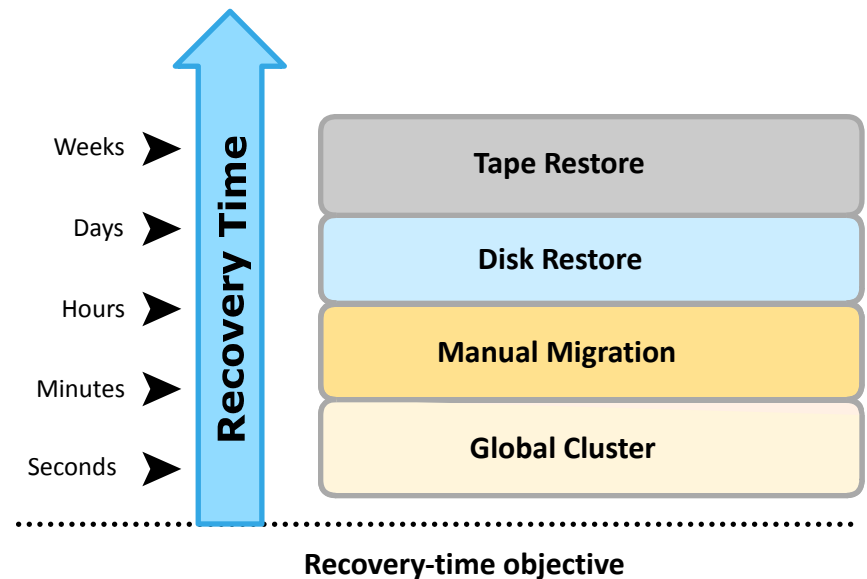 Weeks
Days
Hours
Minutes
Seconds
Recovery Time
Tape Restore
Disk Restore
Manual Migration
Global Cluster
Recovery-time objective